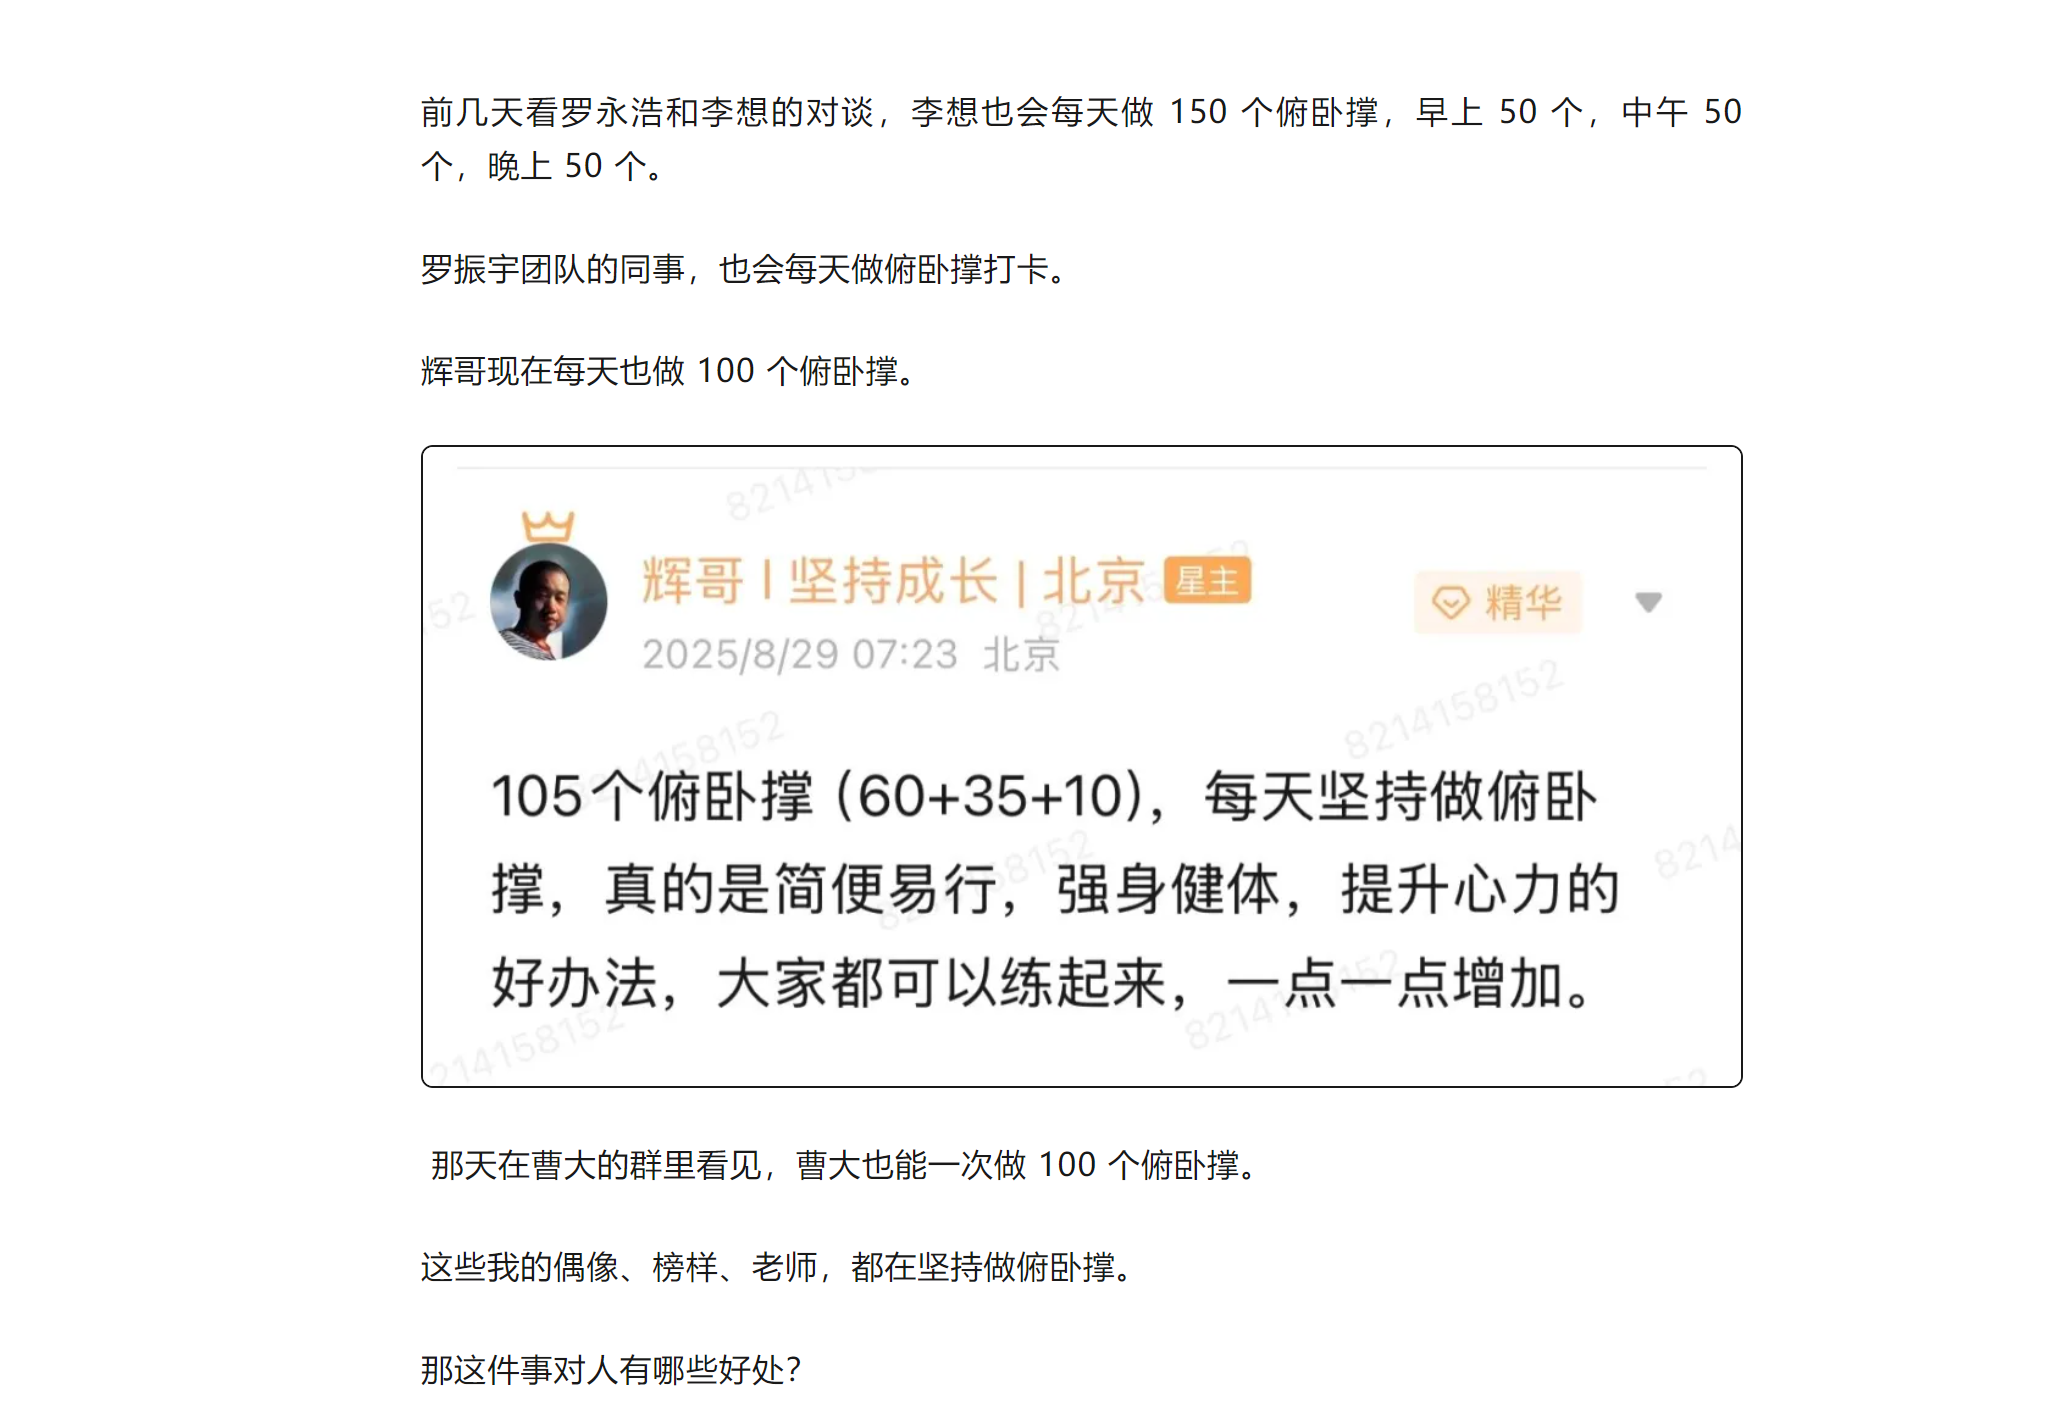 前几天看罗永浩和李想的对谈，李想也会每天做 150 个俯卧撑，早上 50 个，中午 50
个，晚上 50 个。
罗振宇团队的同事，也会每天做俯卧撑打卡。
辉哥现在每天也做 100 个俯卧撑。
辉哥 | 坚持成长 | 北京 星主
精华
2025/8/29 07:23 北京
105个俯卧撑（60+35+10），每天坚持做俯卧
撑，真的是简便易行，强身健体，提升心力的
好办法，大家都可以练起来，一点一点增加。
8214158152
那天在曹大的群里看见，曹大也能一次做 100 个俯卧撑。
这些我的偶像、榜样、老师，都在坚持做俯卧撑。
那这件事对人有哪些好处？